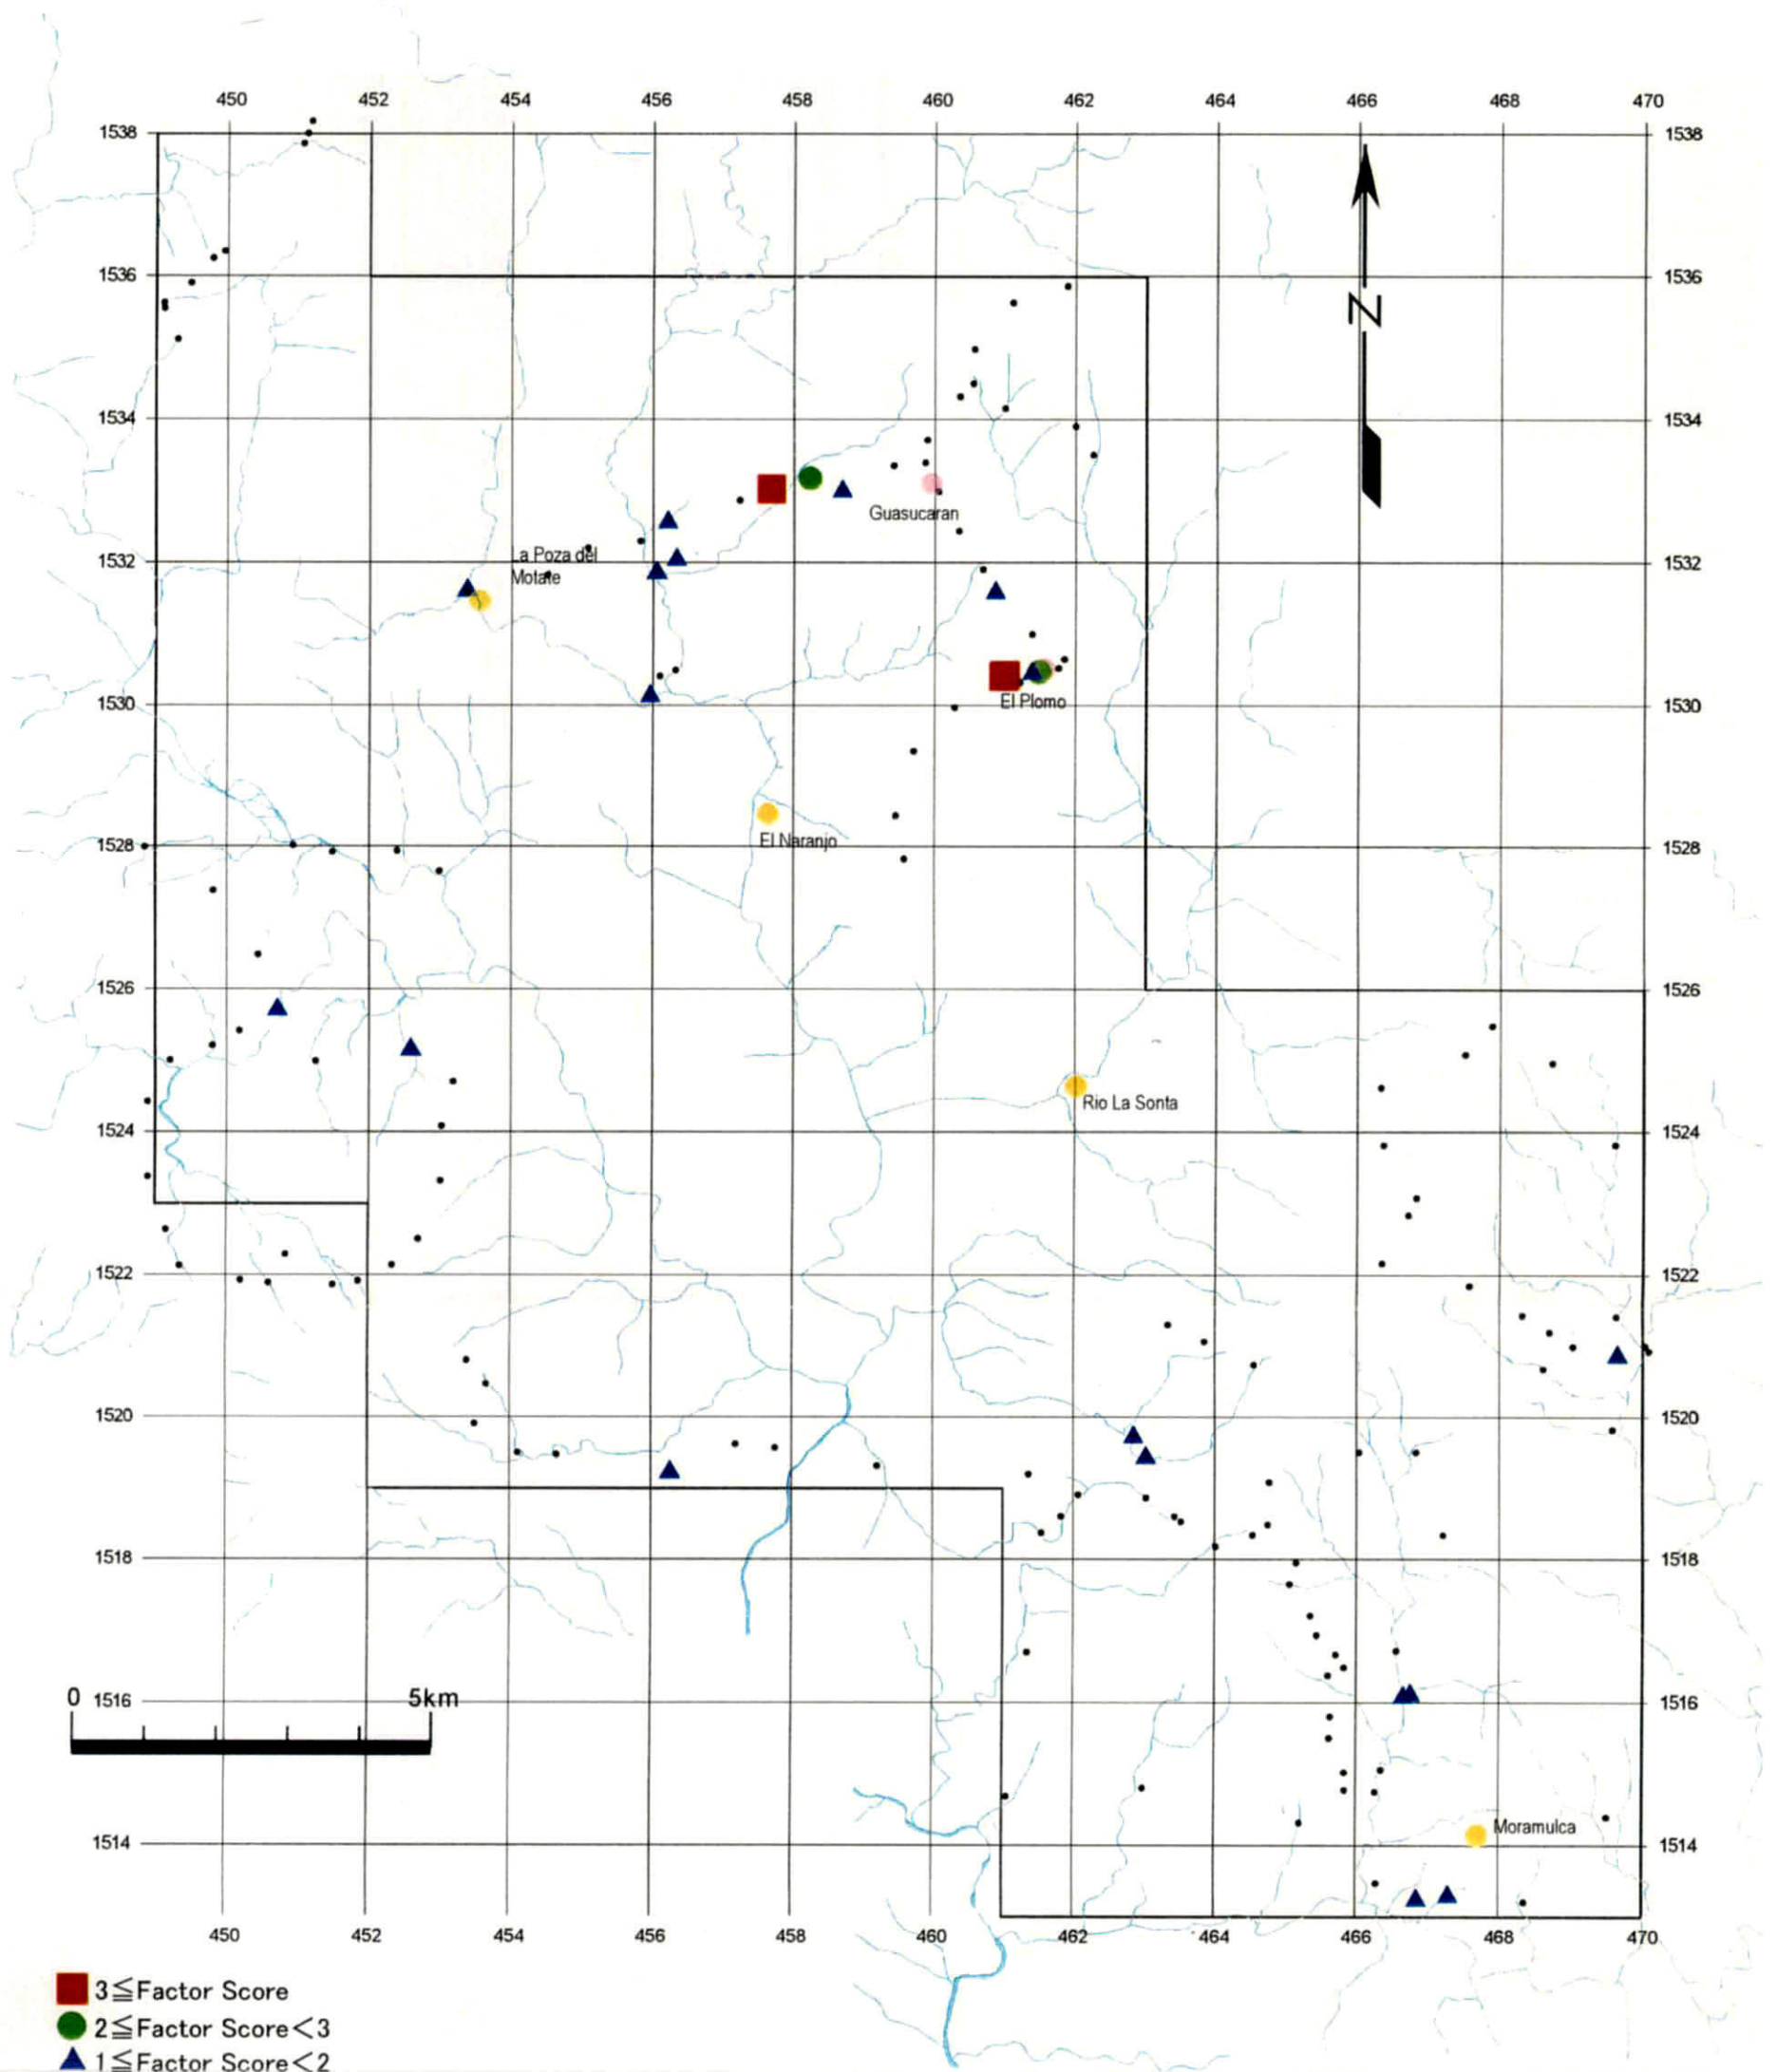 450 452 454 456 458 460 462 464 466 468 470
1538 1538
1536 1536
N
1534 1534
Guasucaran
1532 La Poza del 1532
Motate
El Plomo
1530 1530
El Naranjo
1528 1528
1526 1526
Rio La Sonta
1524 1524
1522 1522
1520 1520
1518 1518
0 5km
1516 1516
Moramulca
1514 1514
450 452 454 456 458 460 462 464 466 468 470
3≦Factor Score
2≦Factor Score<3
1≦Factor Score<2